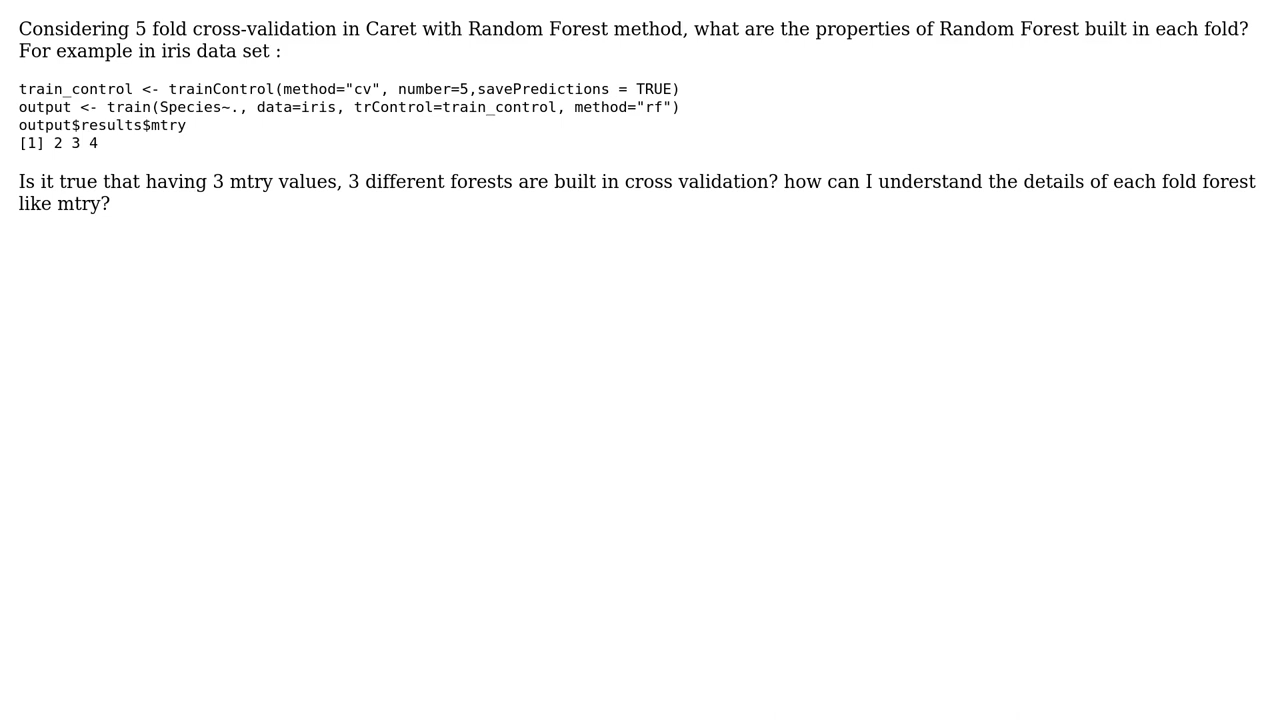 Considering 5 fold cross-validation in Caret with Random Forest method, what are the properties of Random Forest built in each fold?
For example in iris data set :
train_control <- trainControl(method="cv", number=5,savePredictions = TRUE)
output <- train(Species~., data=iris, trControl=train_control, method="rf")
output$results$mtry
[1] 2 3 4
Is it true that having 3 mtry values, 3 different forests are built in cross validation? how can I understand the details of each fold forest
like mtry?